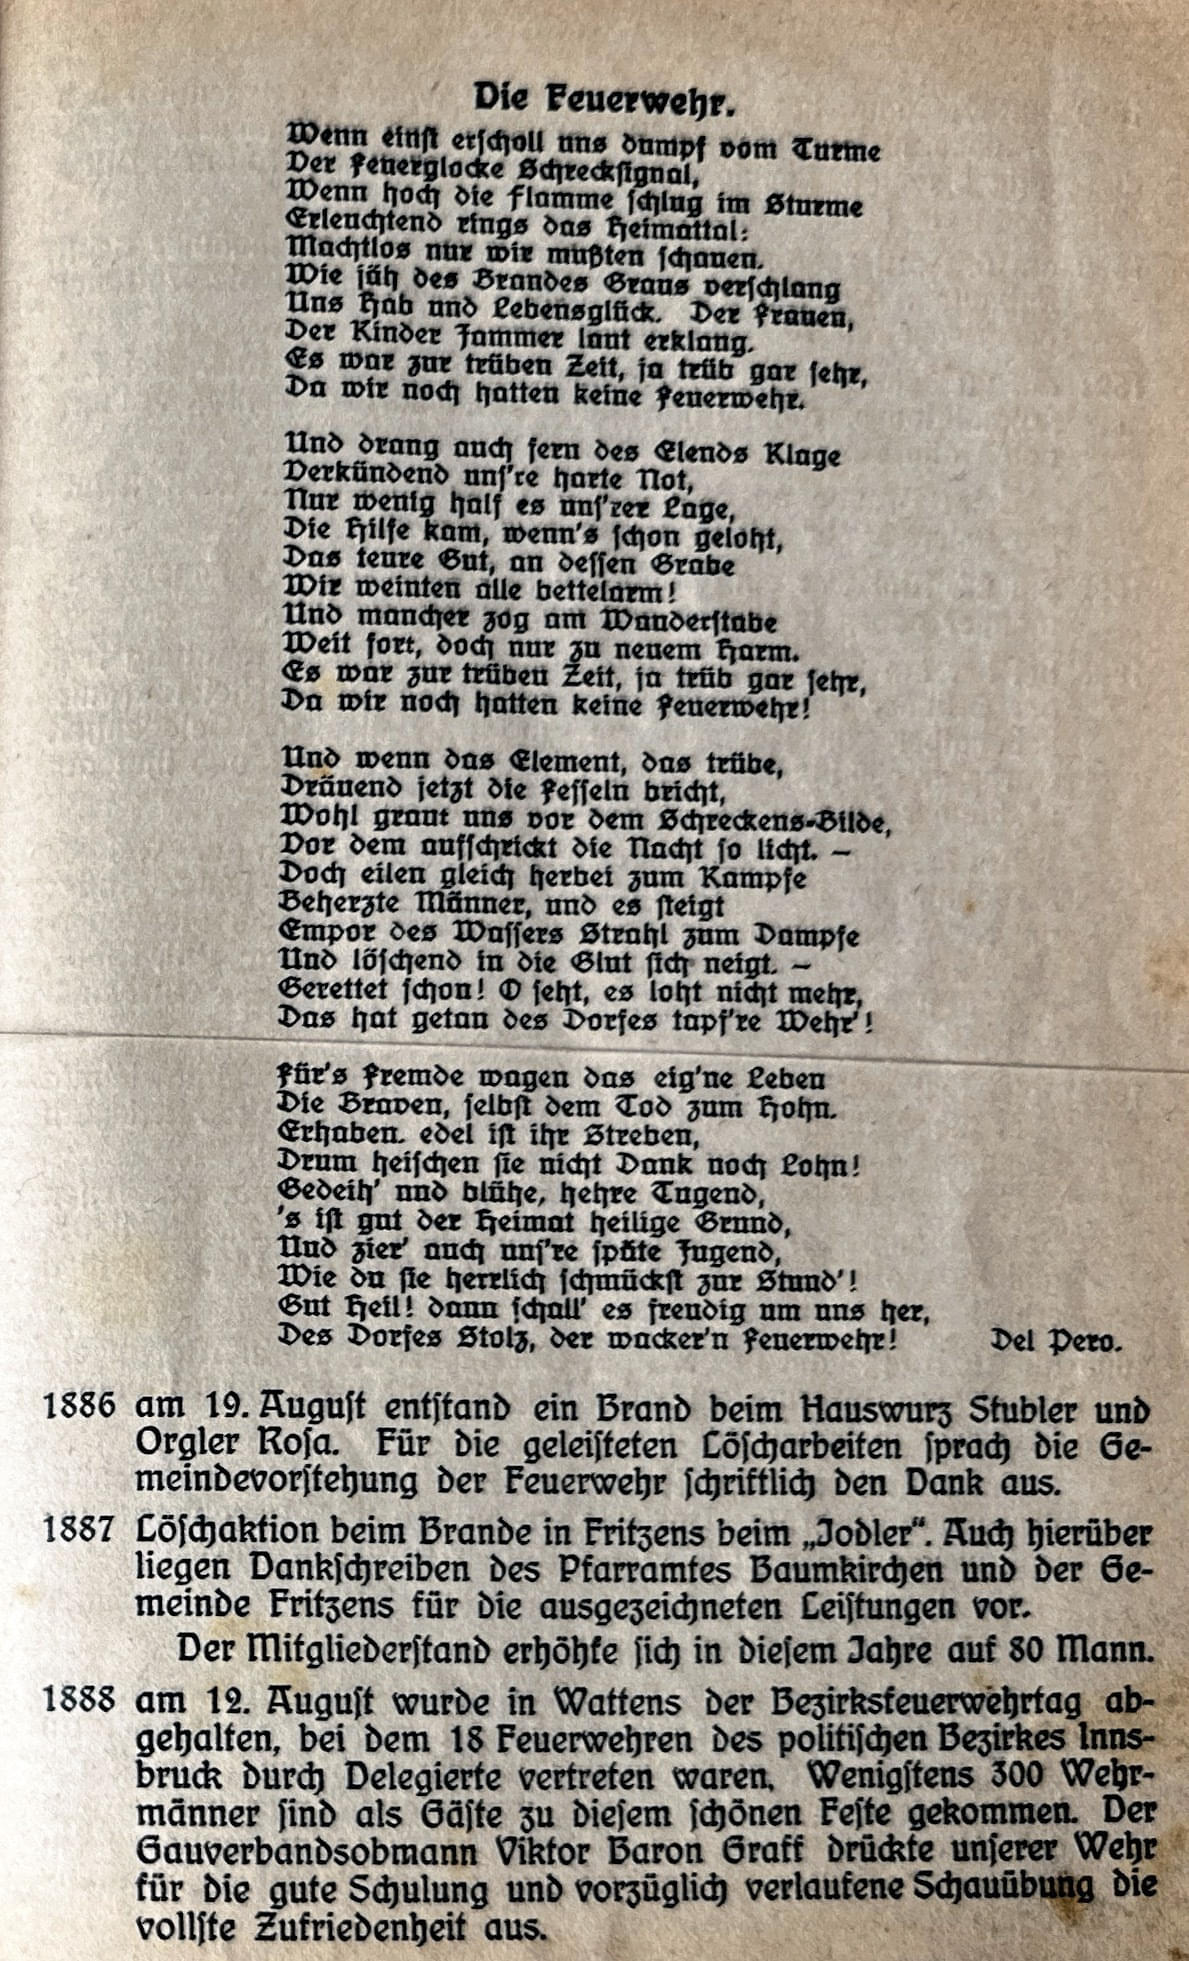 Die Feuerwehr.
Wenn einst erscholl uns dumpf vom Turme
Der Feuerglocke Schrecksignal,
Wenn hoch die Flamme schlug im Sturme
Erleuchtend rings das Heimattal:
Machtlos nur wir mußten schauen.
Wie jäh des Brandes Graus verschlang
Uns Hab und Lebensglück. Der Frauen,
Der Kinder Jammer laut erklang.
Es war zur trüben Zeit, ja trüb gar sehr,
Da wir noch hatten keine Feuerwehr.
Und drang auch fern des Elends Klage
Verkündend uns're harte Not,
Nur wenig half es uns'rer Lage,
Die Hilfe kam, wenn's schon geloht,
Das teure Gut, an dessen Grabe
Wir weinten alle bettelarm!
Und mancher zog am Wanderstabe
Weit fort, doch nur zu neuem Harm.
Es war zur trüben Zeit, ja trüb gar sehr,
Da wir noch hatten keine Feuerwehr!
Und wenn das Element, das trübe,
Dräuend jetzt die Fesseln bricht,
Wohl graut uns vor dem Schreckens-Bilde,
Vor dem aufschrickt die Nacht so licht. –
Doch eilen gleich herbei zum Kampfe
Beherzte Männer, und es steigt
Empor des Wassers Strahl zum Dampfe
Und löschend in die Glut sich neigt. –
Gerettet schon! O seht, es loht nicht mehr,
Das hat getan des Dorfes tapf're Wehr'!
Für's Fremde wagen das eig'ne Leben
Die Braven, selbst dem Tod zum Hohn.
Erhaben. edel ist ihr Streben,
Drum heischen sie nicht Dank noch Lohn!
Gedeih' und blühe, hehre Tugend,
's ist gut der Heimat heilige Grund,
Und zier' auch uns're späte Jugend,
Wie du sie herrlich schmückst zur Stund'!
Gut Heil! dann schall' es freudig um uns her,
Des Dorfes Stolz, der wacker'n Feuerwehr! Del Pero.
1886 am 19. August entstand ein Brand beim Hauswurz Stubler und
Orgler Rosa. Für die geleisteten Löscharbeiten sprach die Ge-
meindevorstehung der Feuerwehr schriftlich den Dank aus.
1887 Löschaktion beim Brande in Fritzens beim „Jodler“. Auch hierüber
liegen Dankschreiben des Pfarramtes Baumkirchen und der Ge-
meinde Fritzens für die ausgezeichneten Leistungen vor.
Der Mitgliederstand erhöhte sich in diesem Jahre auf 80 Mann.
1888 am 12. August wurde in Wattens der Bezirksfeuerwehrtag ab-
gehalten, bei dem 18 Feuerwehren des politischen Bezirkes Inns-
bruck durch Delegierte vertreten waren. Wenigstens 300 Wehr-
männer sind als Gäste zu diesem schönen Feste gekommen. Der
Gauverbandsobmann Viktor Baron Graff drückte unserer Wehr
für die gute Schulung und vorzüglich verlaufene Schauübung die
vollste Zufriedenheit aus.